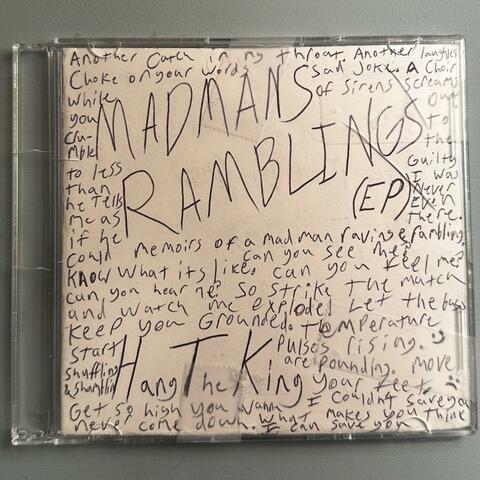 Another Catch in my throat. Another laughless
Choke on your words Sad Joke. A Choir
while of Sirens screams
you MADMANS Out
Cru- to
mble the
to less RAMBLINGS Guilty
than I was
he Tells (EP) Never
me as Even
if he there.
could Memoirs of a madman raving & rambling.
can you see me?
Know what its like. can you feel me?
can you hear me? So strike the match
and watch me explode! Let the bass
Keep you Grounded. TEMPerature
Start Pulses rising.
shuffling Hang The King are pounding. move
& shamblin your feet
Get so high you wanna I couldnt save you
never come down. What makes you think
I can save you